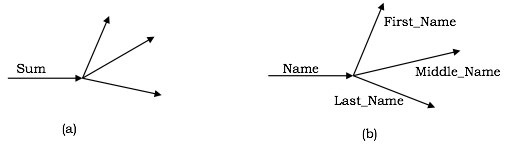 Sum
(a)
First_Name
Name
Middle_Name
Last_Name
(b)